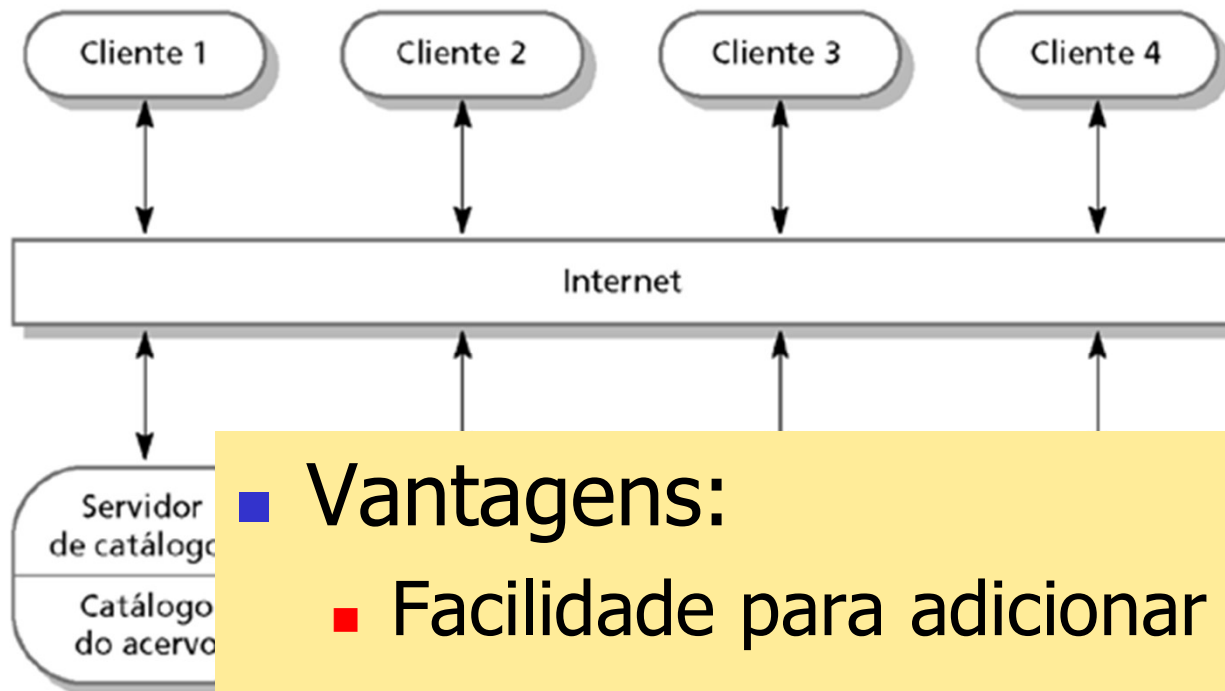 Cliente 1
Cliente 2
Cliente 3
Cliente 4
Internet
Servidor
de catálogo
Catálogo
do acervo
Vantagens:
Facilidade para adicionar